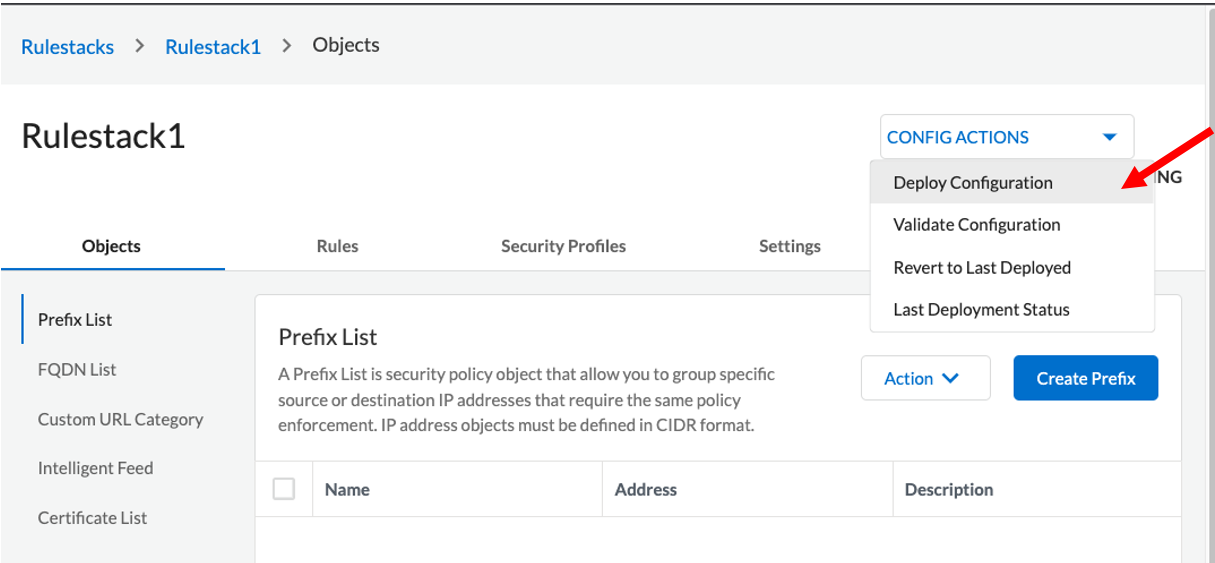 Rulestacks > Rulestack1 > Objects
Rulestack1
CONFIG ACTIONS
Deploy Configuration
Validate Configuration
Revert to Last Deployed
Last Deployment Status
Objects Rules Security Profiles Settings
Prefix List
FQDN List
Custom URL Category
Intelligent Feed
Certificate List
Prefix List
A Prefix List is security policy object that allow you to group specific
source or destination IP addresses that require the same policy
enforcement. IP address objects must be defined in CIDR format.
Action Create Prefix
Name Address Description